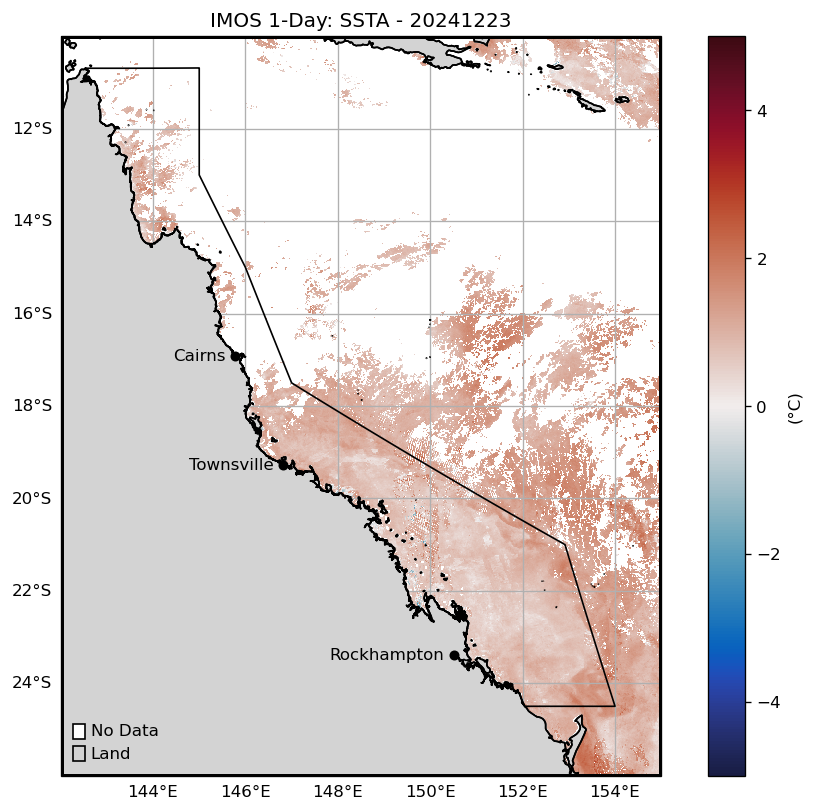 IMOS 1-Day: SSTA - 20241223
12°S
14°S
16°S
18°S
20°S
22°S
24°S
Cairns
Townsville
Rockhampton
No Data
Land
144°E 146°E 148°E 150°E 152°E 154°E
4
2
0
−2
−4
(°C)